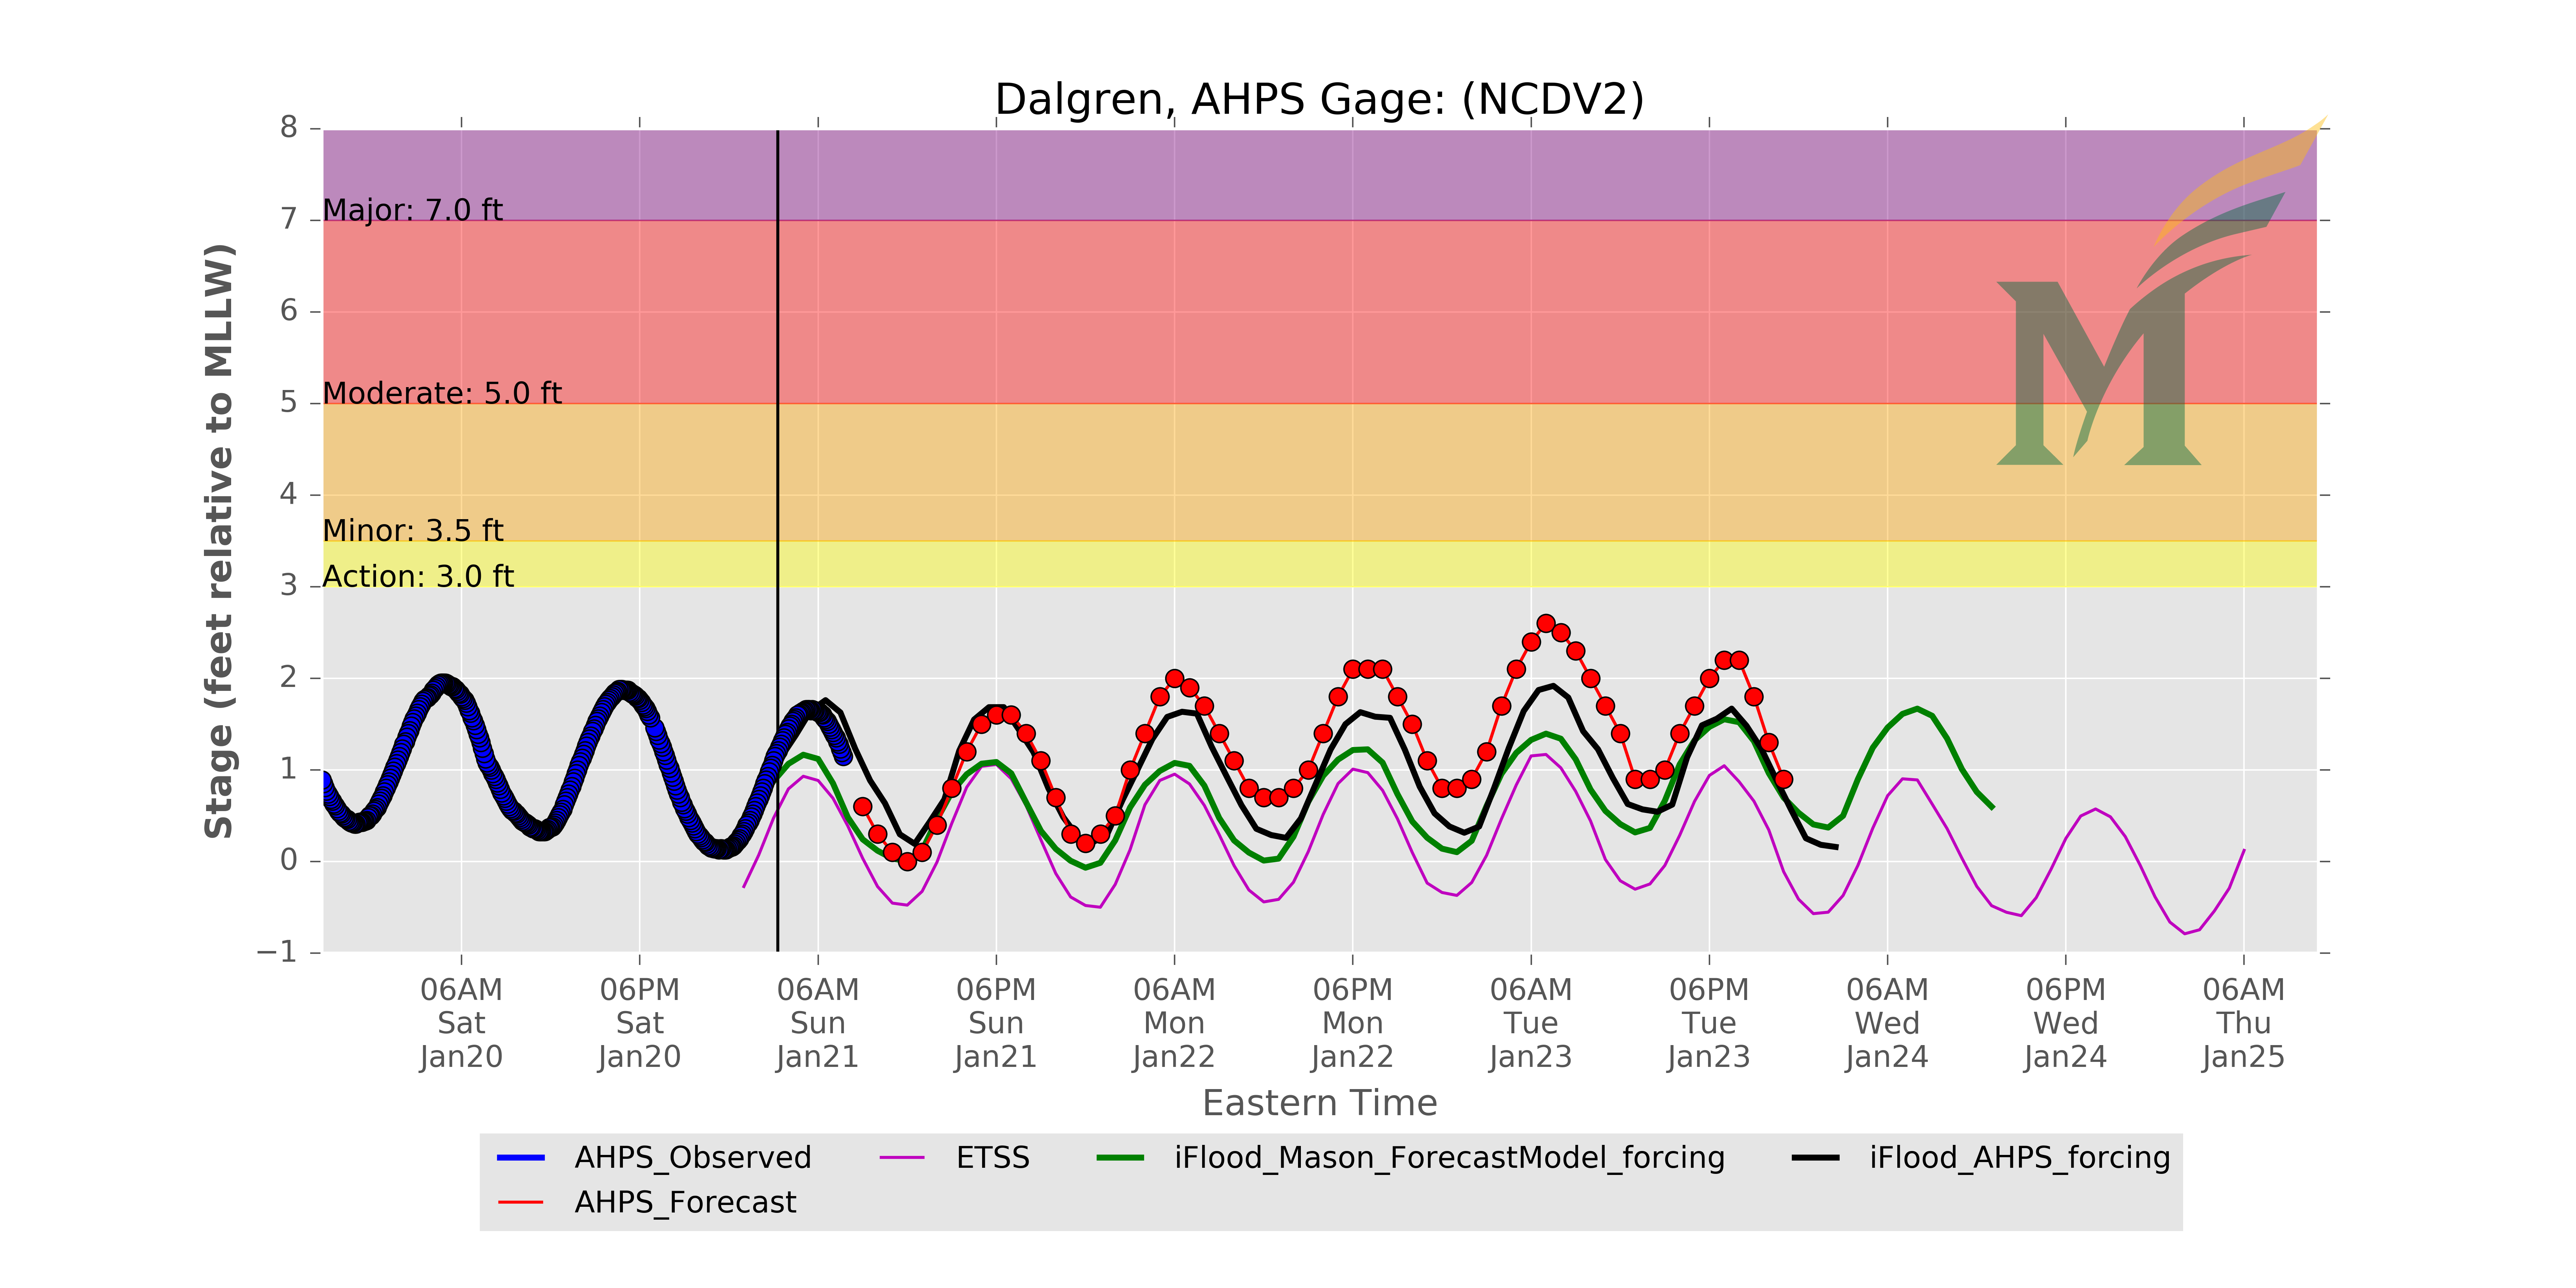 Dalgren, AHPS Gage: (NCDV2)
8
7
6
5
4
3
2
1
0
−1
Stage (feet relative to MLLW)
Major: 7.0 ft
Moderate: 5.0 ft
Minor: 3.5 ft
Action: 3.0 ft
M
06AM Sat Jan20
06PM Sat Jan20
06AM Sun Jan21
06PM Sun Jan21
06AM Mon Jan22
06PM Mon Jan22
06AM Tue Jan23
06PM Tue Jan23
06AM Wed Jan24
06PM Wed Jan24
06AM Thu Jan25
Eastern Time
AHPS_Observed
AHPS_Forecast
ETSS
iFlood_Mason_ForecastModel_forcing
iFlood_AHPS_forcing